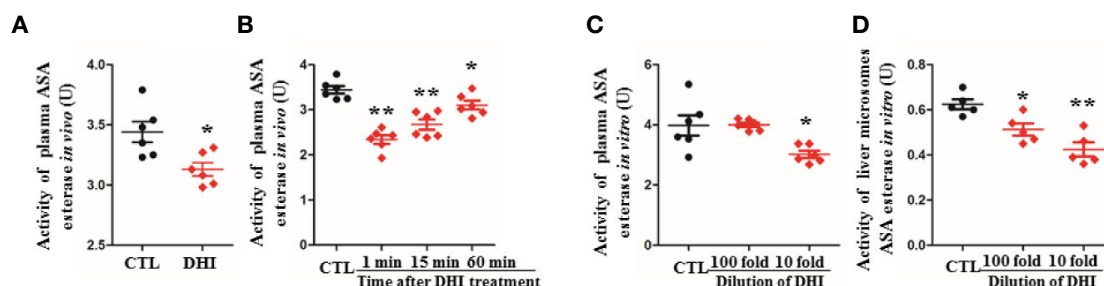 A
Activity of plasma ASA
esterase in vivo (U)
4.0
3.5
3.0
2.5
*
CTL DHI
B
Activity of plasma ASA
esterase in vivo (U)
4
3
2
1
0
** ** *
CTL 1 min 15 min 60 min
Time after DHI treatment
C
Activity of plasma ASA
esterase in vitro (U)
6
4
2
0
*
CTL 100 fold 10 fold
Dilution of DHI
D
Activity of liver microsomes
ASA esterase in vitro (U)
0.8
0.6
0.4
0.2
0.0
* **
CTL 100 fold 10 fold
Dilution of DHI